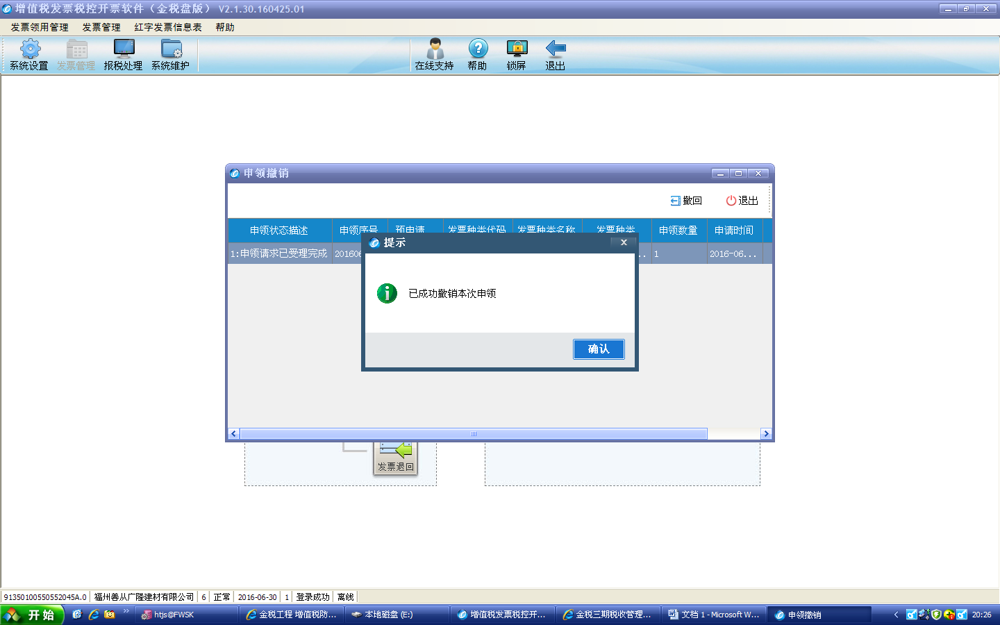 增值税发票税控开票软件（金税盘版） V2.1.30.160425.01
发票领用管理 发票管理 红字发票信息表 帮助
系统设置 发票管理 报税处理 系统维护 在线支持 帮助 锁屏 退出
申领撤销
撤回 退出
申领状态描述 申领序号 预申请 发票种类代码 发票种类名称 发票种类 申领数量 申请时间
1:申领请求已受理完成 20160 .. 1 2016-06...
提示
已成功撤销本次申领
确认
发票退回
91350100550552045A.0 福州善从广隆建材有限公司 6 正常 2016-06-30 1 登录成功 离线
开始 htjs@FWSK 金税工程 增值税防... 本地磁盘 (E:) 增值税发票税控开... 金税三期税收管理... 文档 1 - Microsoft W... 申领撤销 20:26